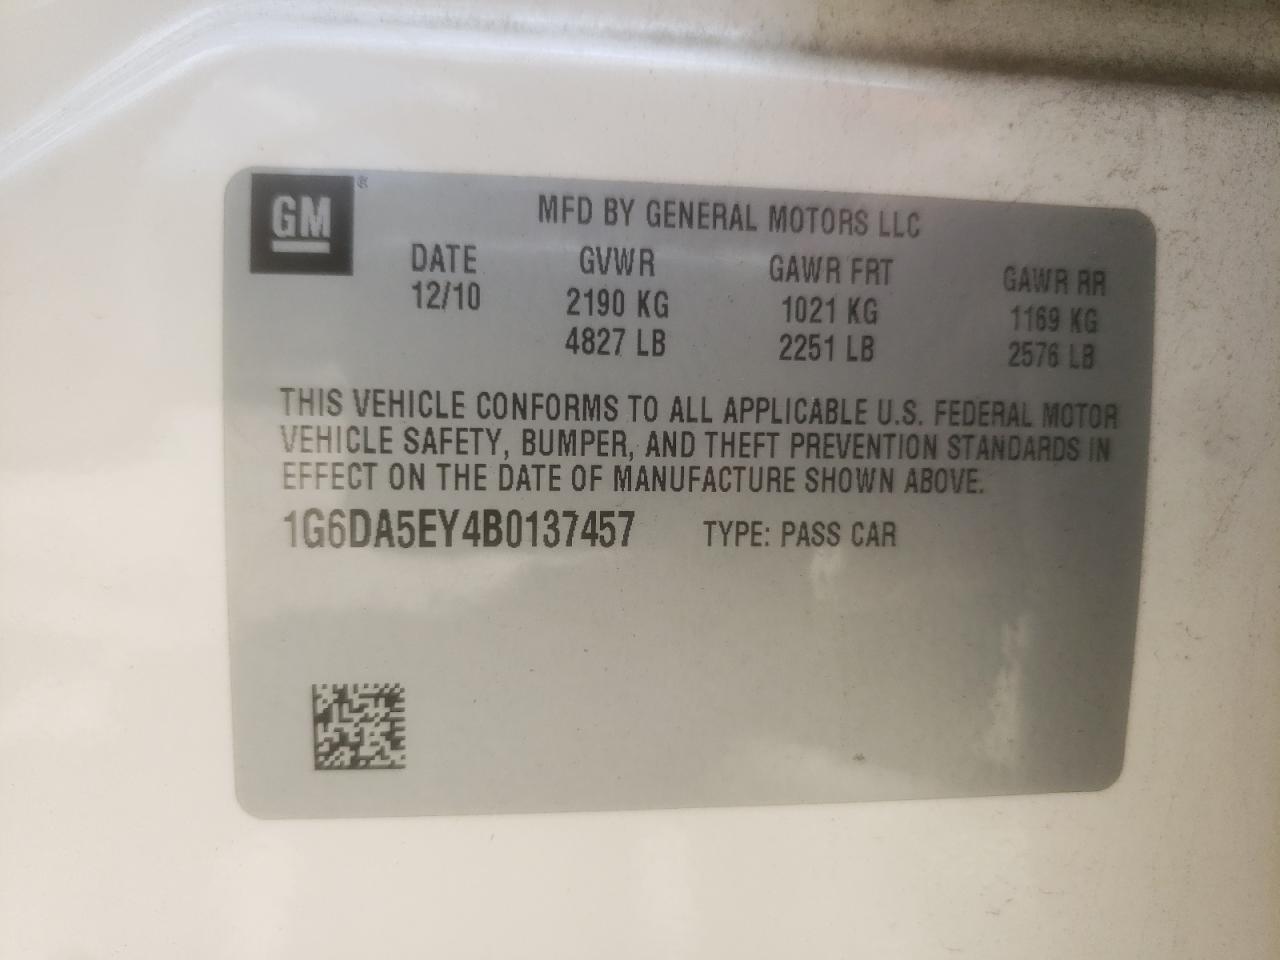 GM®
MFD BY GENERAL MOTORS LLC
DATE GVWR GAWR FRT GAWR RR
12/10 2190 KG 1021 KG 1169 KG
4827 LB 2251 LB 2576 LB
THIS VEHICLE CONFORMS TO ALL APPLICABLE U.S. FEDERAL MOTOR
VEHICLE SAFETY, BUMPER, AND THEFT PREVENTION STANDARDS IN
EFFECT ON THE DATE OF MANUFACTURE SHOWN ABOVE.
1G6DA5EY4B0137457 TYPE: PASS CAR